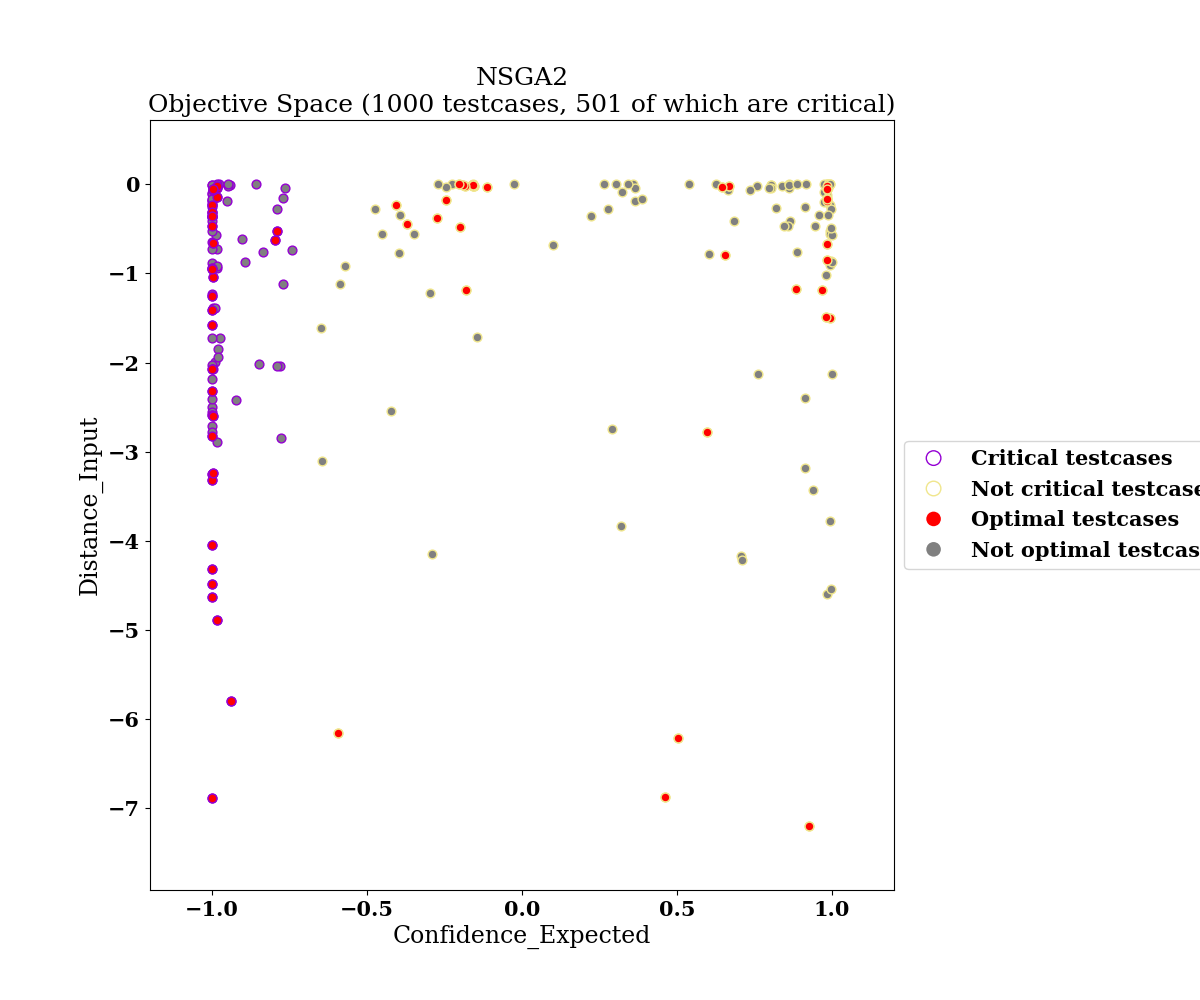 NSGA2
Objective Space (1000 testcases, 501 of which are critical)
0
−1
−2
−3
−4
−5
−6
−7
Distance_Input
−1.0
−0.5
0.0
0.5
1.0
Confidence_Expected
Critical testcases
Not critical testcase
Optimal testcases
Not optimal testcas